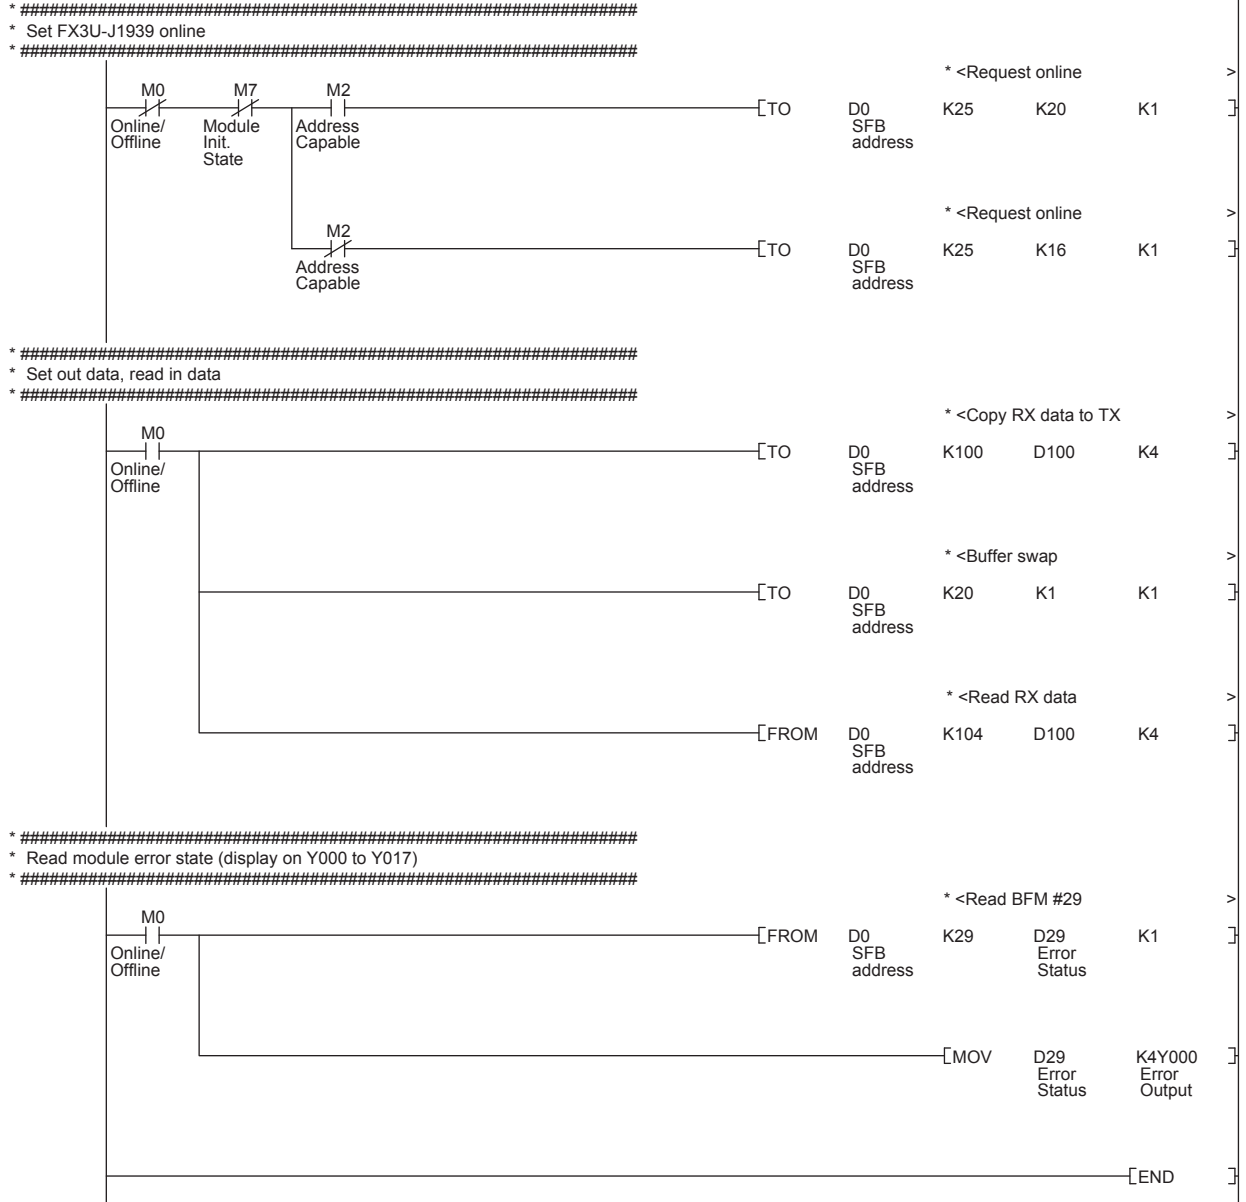 * ################################################################
* Set FX3U-J1939 online
* ################################################################
* <Request online >
M0 M7 M2
[TO D0 K25 K20 K1 ]
Online/ Module Address SFB
Offline Init. Capable address
State
* <Request online >
M2
[TO D0 K25 K16 K1 ]
Address SFB
Capable address
* ################################################################
* Set out data, read in data
* ################################################################
* <Copy RX data to TX >
M0
[TO D0 K100 D100 K4 ]
Online/ SFB
Offline address
* <Buffer swap >
[TO D0 K20 K1 K1 ]
SFB
address
* <Read RX data >
[FROM D0 K104 D100 K4 ]
SFB
address
* ################################################################
* Read module error state (display on Y000 to Y017)
* ################################################################
* <Read BFM #29 >
M0
[FROM D0 K29 D29 K1 ]
Online/ SFB Error
Offline address Status
[MOV D29 K4Y000 ]
Error Error
Status Output
[END ]